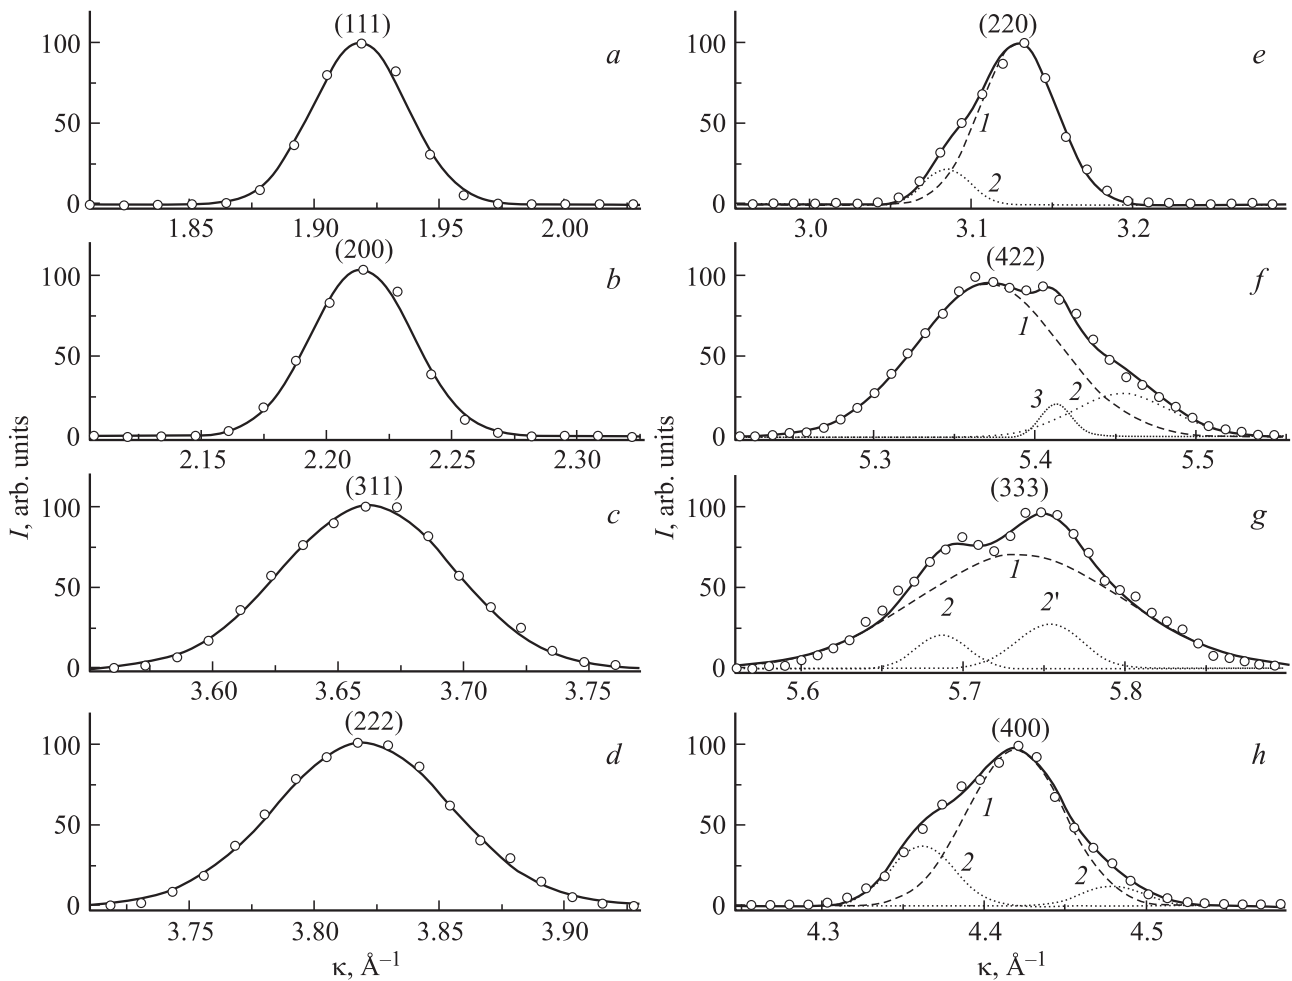 (111)
a
100
50
0
1.85 1.90 1.95 2.00
(200)
b
100
50
0
2.15 2.20 2.25 2.30
(311)
c
100
50
0
3.60 3.65 3.70 3.75
(222)
d
100
50
0
3.75 3.80 3.85 3.90
I, arb. units
κ, Å⁻¹
(220)
e
100
50
0
1
2
3.0 3.1 3.2
(422)
f
100
50
0
1
3 2
5.3 5.4 5.5
(333)
g
100
50
0
1
2 2'
5.6 5.7 5.8
(400)
h
100
50
0
1
2 2
4.3 4.4 4.5
I, arb. units
κ, Å⁻¹